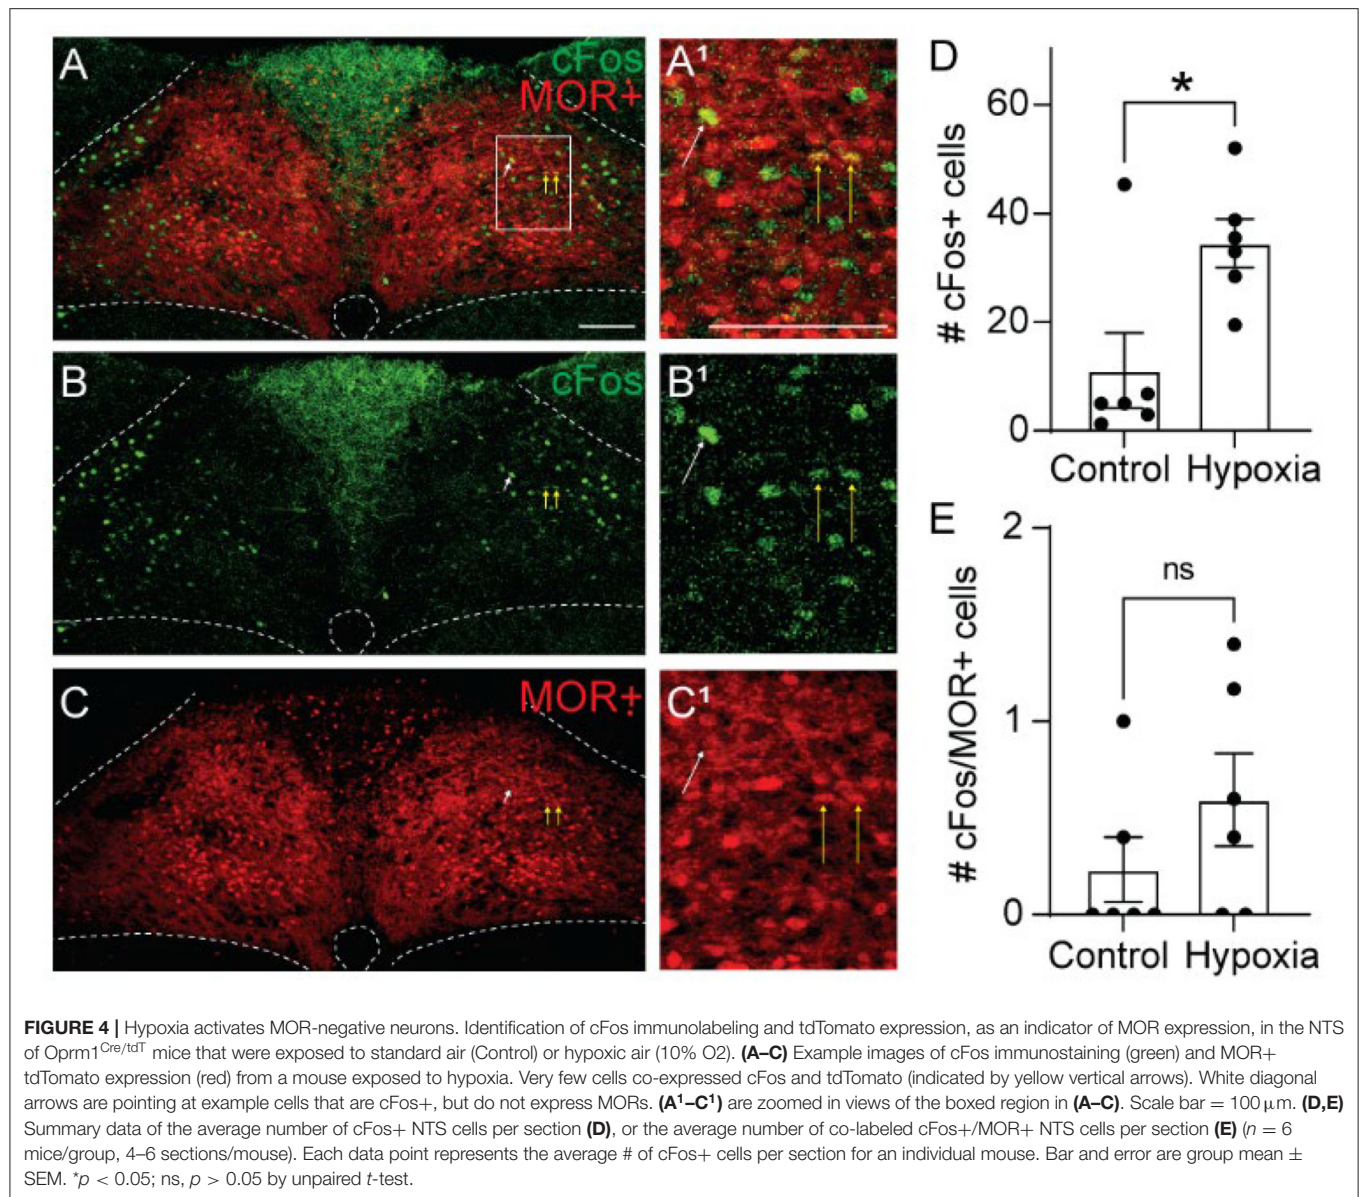 A
cFos
MOR+
A¹
B
cFos
B¹
C
MOR+
C¹
D
# cFos+ cells
60
40
20
0
*
Control Hypoxia
E
# cFos/MOR+ cells
2
1
0
ns
Control Hypoxia
FIGURE 4 | Hypoxia activates MOR-negative neurons. Identification of cFos immunolabeling and tdTomato expression, as an indicator of MOR expression, in the NTS
of Oprm1Cre/tdT mice that were exposed to standard air (Control) or hypoxic air (10% O2). (A–C) Example images of cFos immunostaining (green) and MOR+
tdTomato expression (red) from a mouse exposed to hypoxia. Very few cells co-expressed cFos and tdTomato (indicated by yellow vertical arrows). White diagonal
arrows are pointing at example cells that are cFos+, but do not express MORs. (A¹–C¹) are zoomed in views of the boxed region in (A–C). Scale bar = 100 μm. (D,E)
Summary data of the average number of cFos+ NTS cells per section (D), or the average number of co-labeled cFos+/MOR+ NTS cells per section (E) (n = 6
mice/group, 4–6 sections/mouse). Each data point represents the average # of cFos+ cells per section for an individual mouse. Bar and error are group mean ±
SEM. *p < 0.05; ns, p > 0.05 by unpaired t-test.